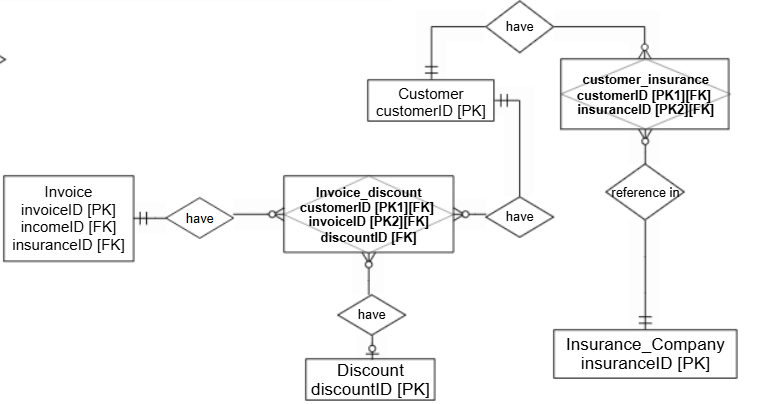 have
customer_insurance
customerID [PK1][FK]
insuranceID [PK2][FK]
Customer
customerID [PK]
Invoice
invoiceID [PK]
incomeID [FK]
insuranceID [FK]
have
Invoice_discount
customerID [PK1][FK]
invoiceID [PK2][FK]
discountID [FK]
have
reference in
have
Discount
discountID [PK]
Insurance_Company
insuranceID [PK]